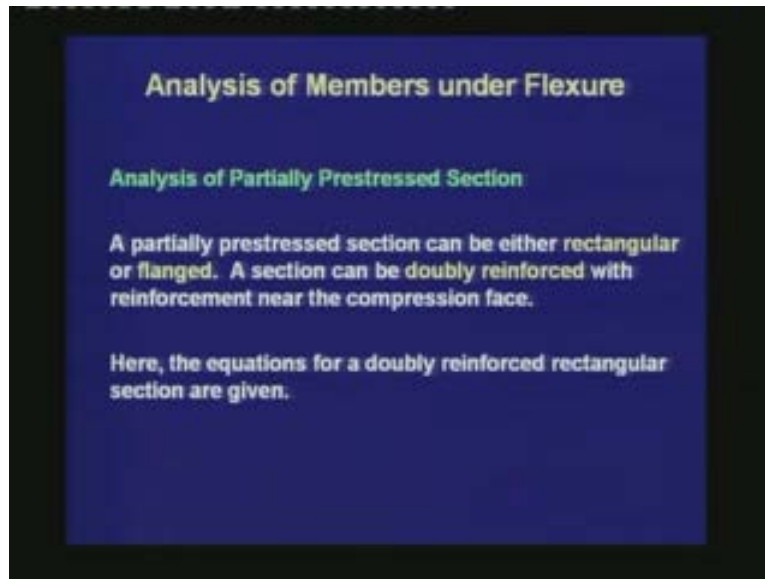 Analysis of Members under Flexure
Analysis of Partially Prestressed Section
A partially prestressed section can be either rectangular
or flanged. A section can be doubly reinforced with
reinforcement near the compression face.
Here, the equations for a doubly reinforced rectangular
section are given.